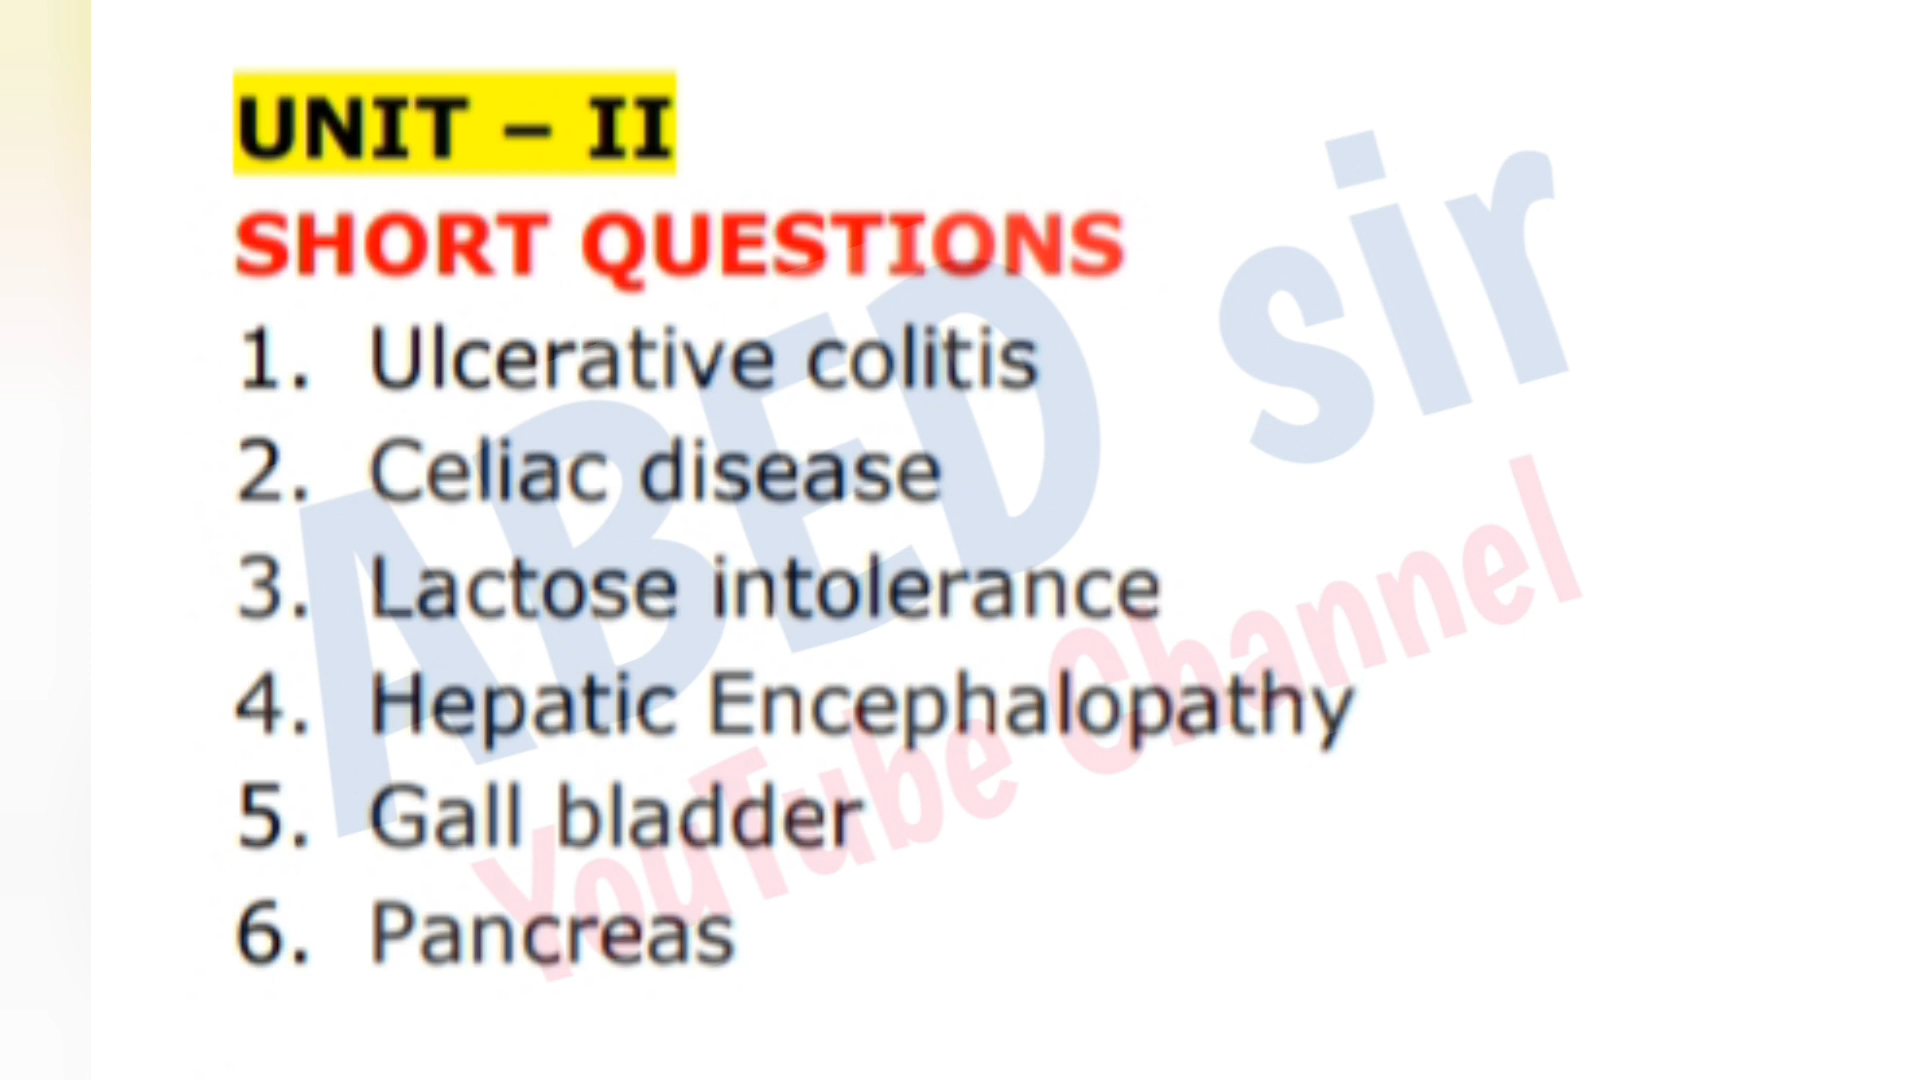 UNIT – II
SHORT QUESTIONS
1. Ulcerative colitis
2. Celiac disease
3. Lactose intolerance
4. Hepatic Encephalopathy
5. Gall bladder
6. Pancreas
ABED sir
YouTube Channel